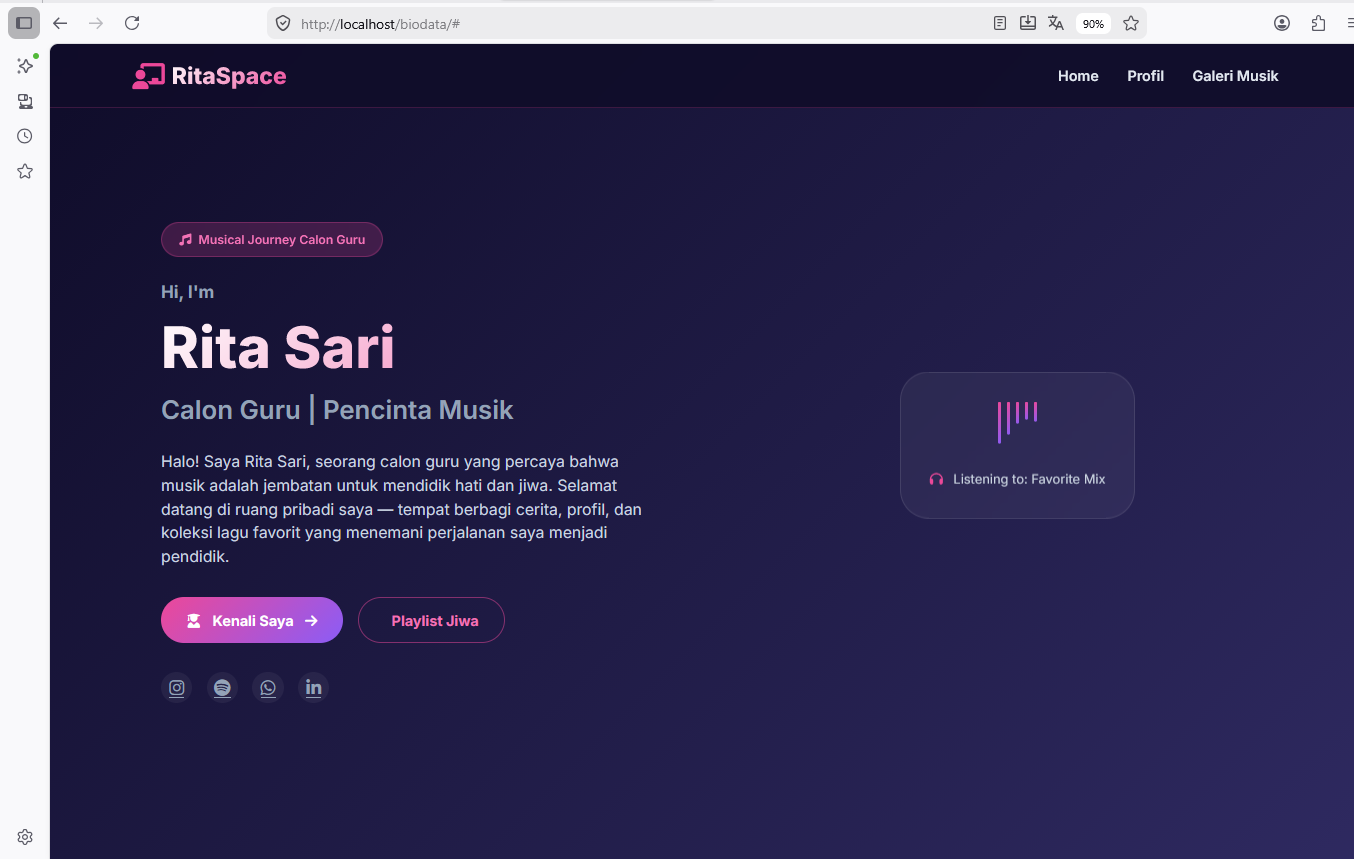 http://localhost/biodata/#
90%
RitaSpace
Home
Profil
Galeri Musik
Musical Journey Calon Guru
Hi, I'm
Rita Sari
Calon Guru | Pencinta Musik
Halo! Saya Rita Sari, seorang calon guru yang percaya bahwa
musik adalah jembatan untuk mendidik hati dan jiwa. Selamat
datang di ruang pribadi saya — tempat berbagi cerita, profil, dan
koleksi lagu favorit yang menemani perjalanan saya menjadi
pendidik.
Listening to: Favorite Mix
Kenali Saya
Playlist Jiwa